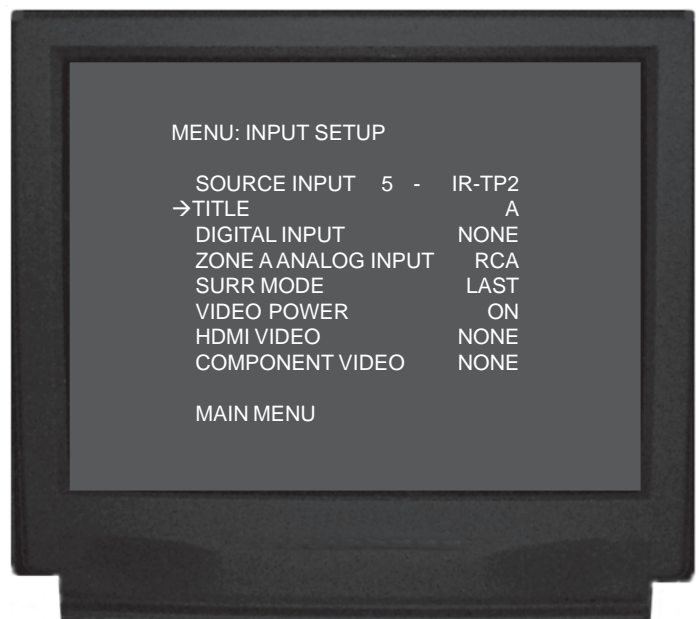 MENU: INPUT SETUP
SOURCE INPUT 5 - IR-TP2
→TITLE A
DIGITAL INPUT NONE
ZONE A ANALOG INPUT RCA
SURR MODE LAST
VIDEO POWER ON
HDMI VIDEO NONE
COMPONENT VIDEO NONE
MAIN MENU